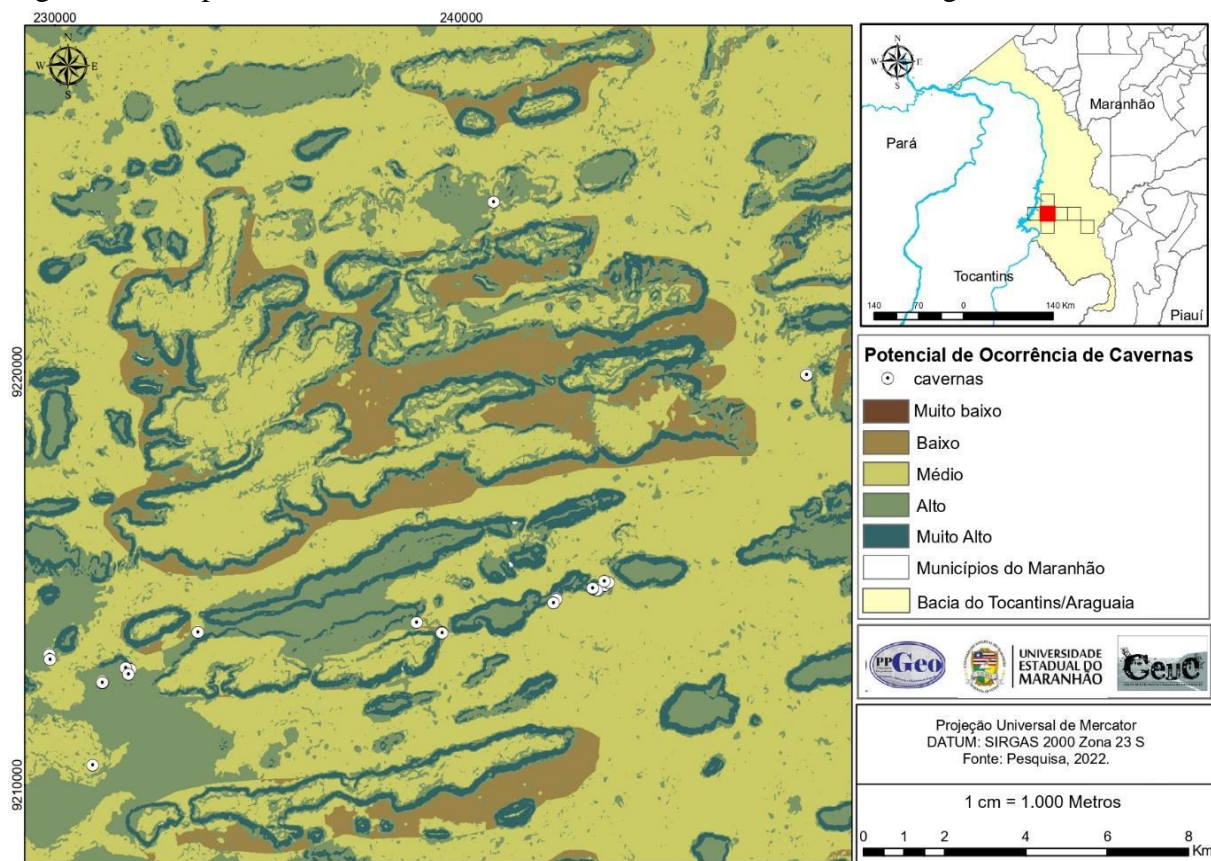 230000
240000
9220000
9210000
N
W E
S
N
W E
S
Maranhão
Pará
Tocantins
Piauí
140 70 0 140 Km
Potencial de Ocorrência de Cavernas
cavernas
Muito baixo
Baixo
Médio
Alto
Muito Alto
Municípios do Maranhão
Bacia do Tocantins/Araguaia
PPGeo
UNIVERSIDADE
ESTADUAL DO
MARANHÃO
Projeção Universal de Mercator
DATUM: SIRGAS 2000 Zona 23 S
Fonte: Pesquisa, 2022.
1 cm = 1.000 Metros
0 1 2 4 6 8
Km